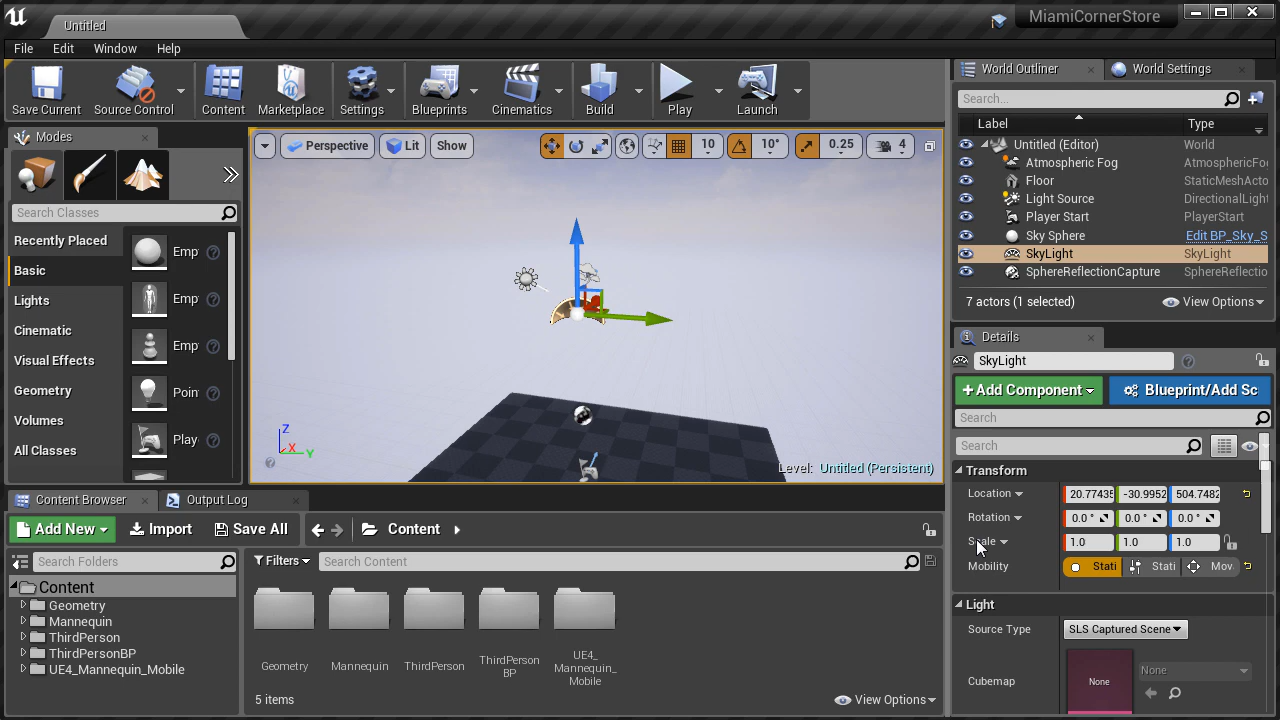 Untitled
MiamiCornerStore
File Edit Window Help
Save Current Source Control Content Marketplace Settings Blueprints Cinematics Build Play Launch
Modes
Search Classes
Recently Placed
Basic
Lights
Cinematic
Visual Effects
Geometry
Volumes
All Classes
Emp
Emp
Emp
Poin
Play
Perspective Lit Show 10 10° 0.25 4
Z
X
Y
Level: Untitled (Persistent)
World Outliner World Settings
Search...
Label Type
Untitled (Editor) World
Atmospheric Fog AtmosphericFo
Floor StaticMeshActo
Light Source DirectionalLight
Player Start PlayerStart
Sky Sphere Edit BP_Sky_S
SkyLight SkyLight
SphereReflectionCapture SphereReflectio
7 actors (1 selected) View Options
Details
SkyLight
+Add Component Blueprint/Add Sc
Search
Search
Transform
Location 20.77435 -30.9952 504.7482
Rotation 0.0 ° 0.0 ° 0.0 °
Scale 1.0 1.0 1.0
Mobility Stati Stati Mov
Light
Source Type SLS Captured Scene
Cubemap None None
Content Browser Output Log
Add New Import Save All Content
Search Folders
Content
Geometry
Mannequin
ThirdPerson
ThirdPersonBP
UE4_Mannequin_Mobile
Filters Search Content
Geometry
Mannequin
ThirdPerson
ThirdPerson
BP
UE4_
Mannequin_
Mobile
5 items View Options